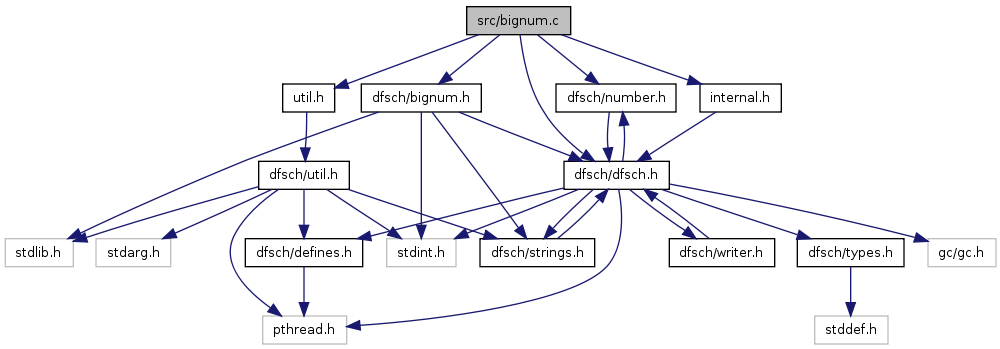 src/bignum.c
util.h
dfsch/bignum.h
dfsch/number.h
internal.h
dfsch/util.h
dfsch/dfsch.h
stdlib.h
stdarg.h
dfsch/defines.h
stdint.h
dfsch/strings.h
dfsch/writer.h
dfsch/types.h
gc/gc.h
pthread.h
stddef.h